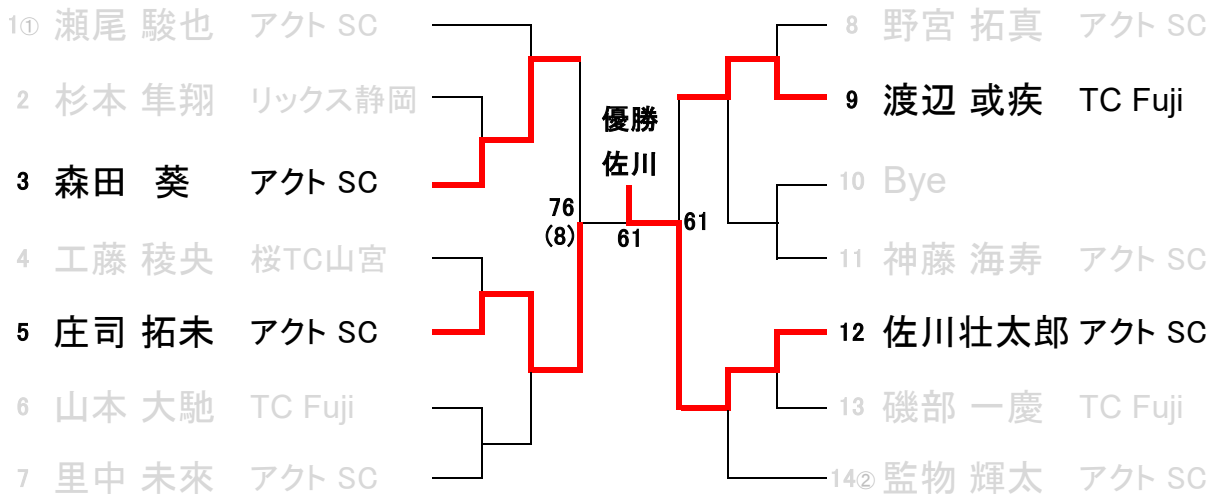 1① 瀬尾 駿也 アクト SC
2 杉本 隼翔 リックス静岡
3 森田 葵 アクト SC
4 工藤 稜央 桜TC山宮
5 庄司 拓未 アクト SC
6 山本 大馳 TC Fuji
7 里中 未來 アクト SC
76
(8)
優勝
佐川
61
61
8 野宮 拓真 アクト SC
9 渡辺 或疾 TC Fuji
10 Bye
11 神藤 海寿 アクト SC
12 佐川壮太郎 アクト SC
13 磯部 一慶 TC Fuji
14② 監物 輝太 アクト SC